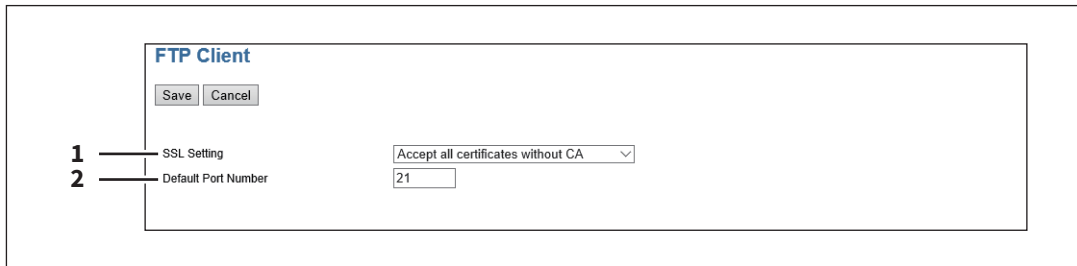 FTP Client
Save Cancel
1 SSL Setting Accept all certificates without CA
2 Default Port Number 21